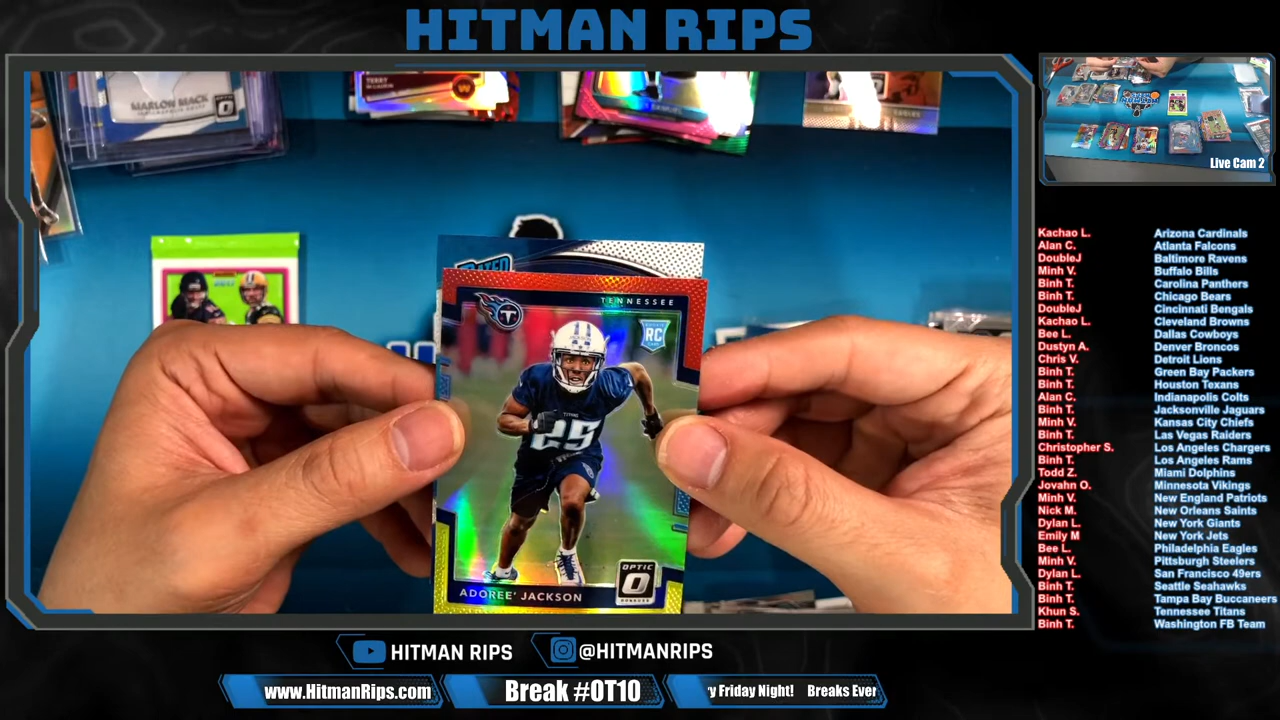 HITMAN RIPS
MARLON MACK
TERRY
Live Cam 2
2017
RATED
TENNESSEE
T
RC
25
OPTIC
DONRUSS
ADOREE' JACKSON
Kachao L. Arizona Cardinals
Alan C. Atlanta Falcons
DoubleJ Baltimore Ravens
Minh V. Buffalo Bills
Binh T. Carolina Panthers
Binh T. Chicago Bears
DoubleJ Cincinnati Bengals
Kachao L. Cleveland Browns
Bee L. Dallas Cowboys
Dustyn A. Denver Broncos
Chris V. Detroit Lions
Binh T. Green Bay Packers
Binh T. Houston Texans
Alan C. Indianapolis Colts
Binh T. Jacksonville Jaguars
Minh V. Kansas City Chiefs
Binh T. Las Vegas Raiders
Christopher S. Los Angeles Chargers
Binh T. Los Angeles Rams
Todd Z. Miami Dolphins
Jovahn O. Minnesota Vikings
Minh V. New England Patriots
Nick M. New Orleans Saints
Dylan L. New York Giants
Emily M New York Jets
Bee L. Philadelphia Eagles
Minh V. Pittsburgh Steelers
Dylan L. San Francisco 49ers
Binh T. Seattle Seahawks
Binh T. Tampa Bay Buccaneers
Khun S. Tennessee Titans
Binh T. Washington FB Team
HITMAN RIPS @HITMANRIPS
www.HitmanRips.com Break #OT10 y Friday Night! Breaks Ever